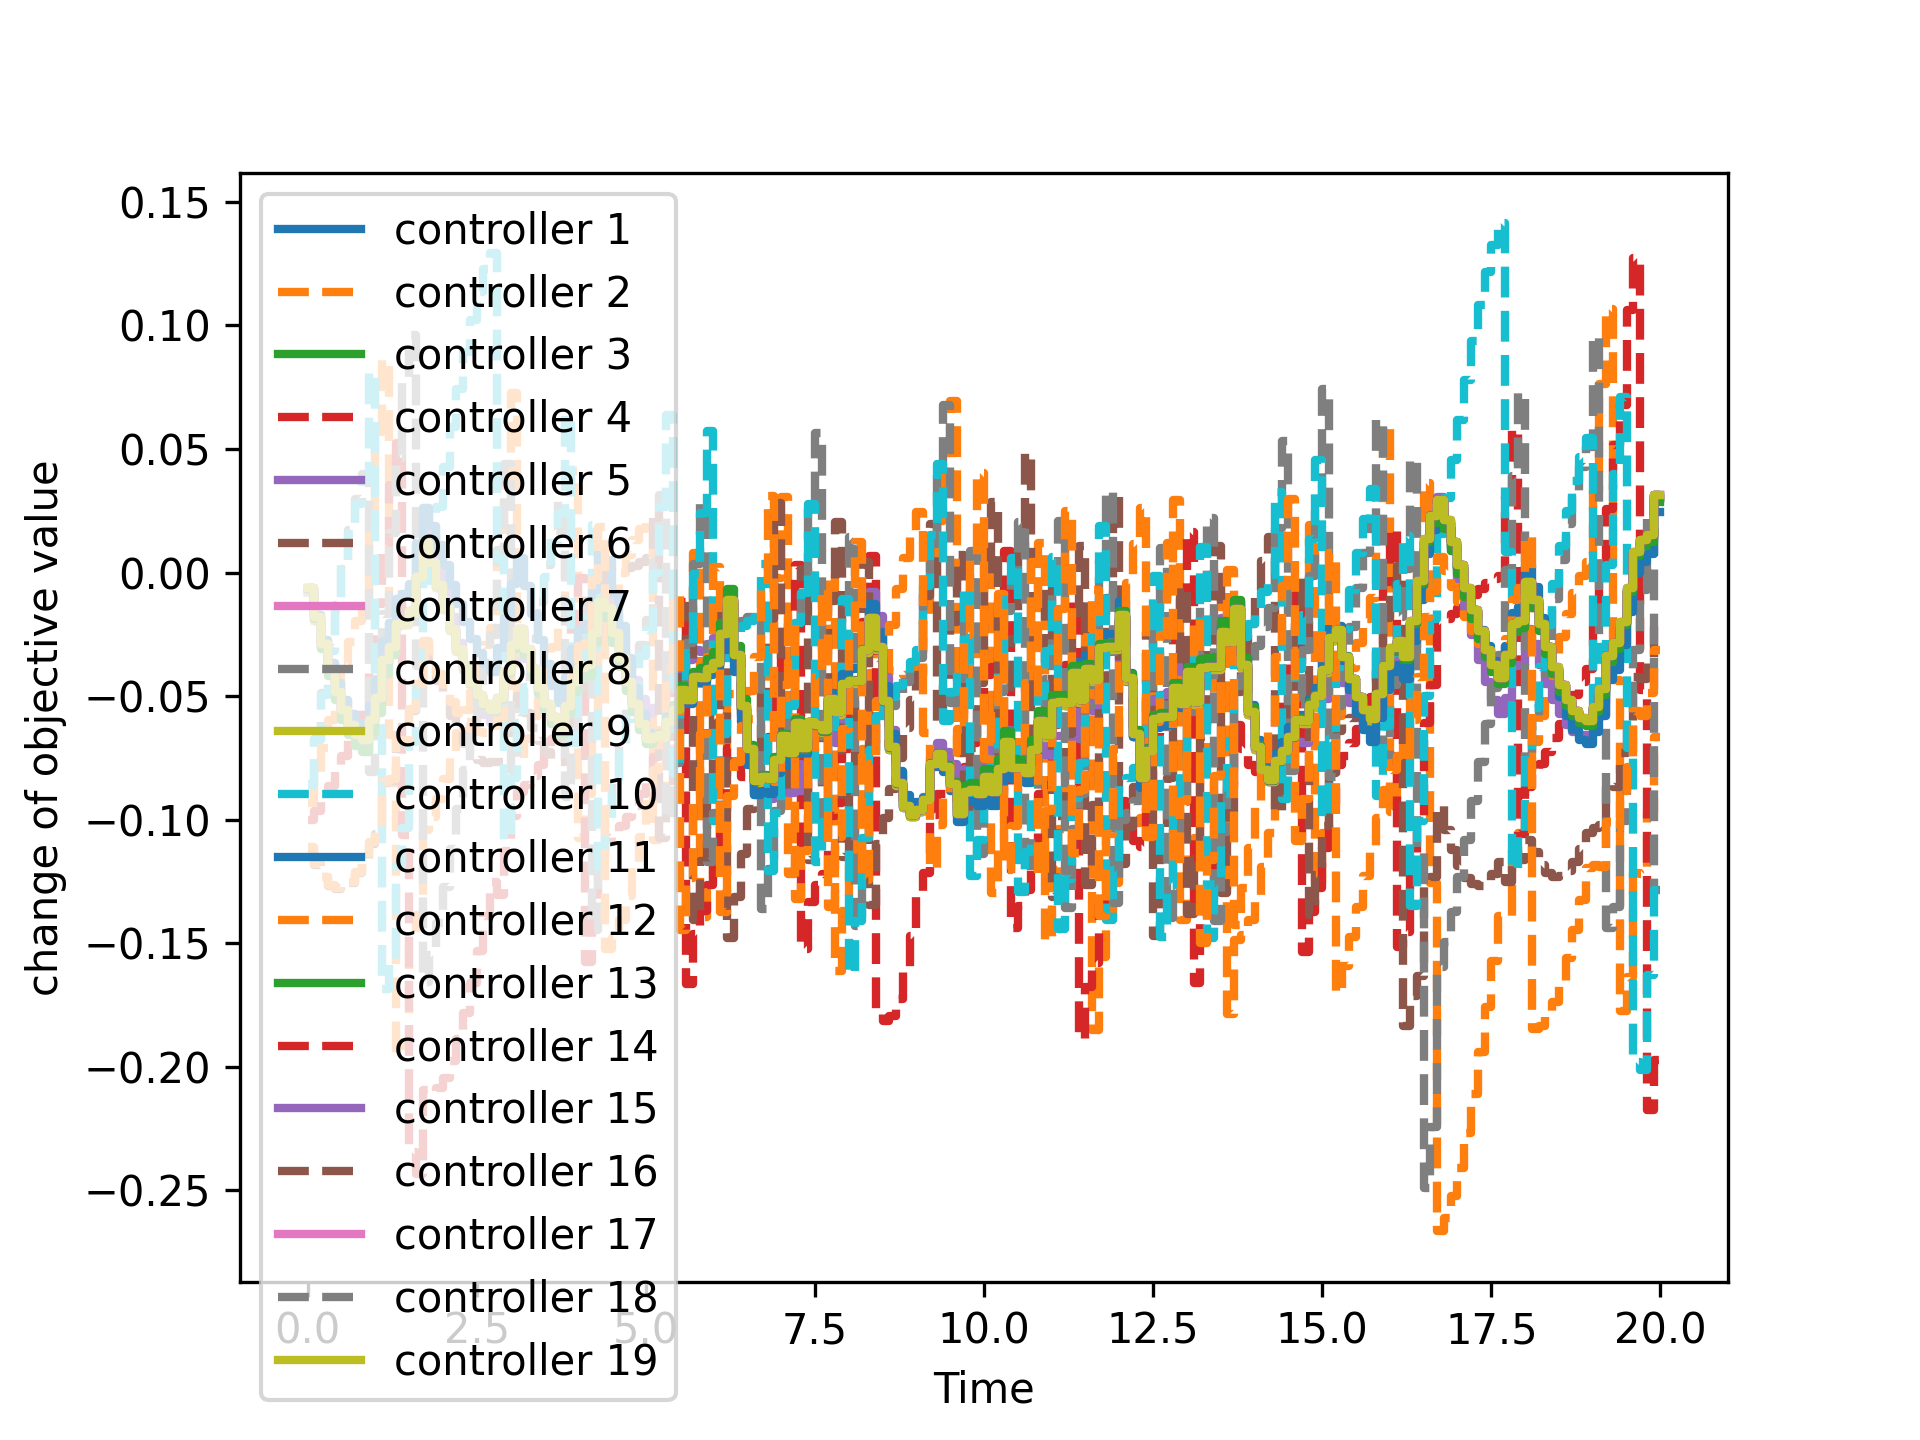 0.15
0.10
0.05
0.00
−0.05
−0.10
−0.15
−0.20
−0.25
change of objective value
controller 1
controller 2
controller 3
controller 4
controller 5
controller 6
controller 7
controller 8
controller 9
controller 10
controller 11
controller 12
controller 13
controller 14
controller 15
controller 16
controller 17
controller 18
controller 19
0.0 2.5 5.0 7.5 10.0 12.5 15.0 17.5 20.0
Time